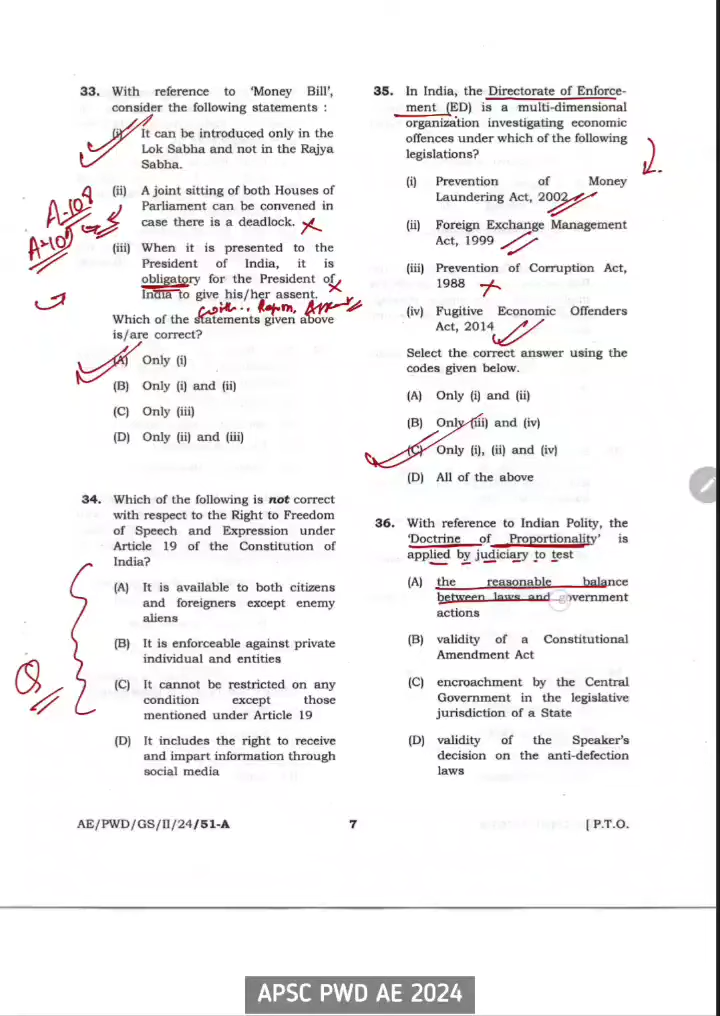 33. With reference to 'Money Bill',
consider the following statements :
(i) It can be introduced only in the
Lok Sabha and not in the Rajya
Sabha.
(ii) A joint sitting of both Houses of
Parliament can be convened in
case there is a deadlock.
A-108
A-109
(iii) When it is presented to the
President of India, it is
obligatory for the President of
India to give his/her assent.
Which of the statements given above
is/are correct?
(A) Only (i)
(B) Only (i) and (ii)
(C) Only (iii)
(D) Only (ii) and (iii)
34. Which of the following is not correct
with respect to the Right to Freedom
of Speech and Expression under
Article 19 of the Constitution of
India?
(A) It is available to both citizens
and foreigners except enemy
aliens
(B) It is enforceable against private
individual and entities
(C) It cannot be restricted on any
condition except those
mentioned under Article 19
(D) It includes the right to receive
and impart information through
social media
Q
35. In India, the Directorate of Enforce-
ment (ED) is a multi-dimensional
organization investigating economic
offences under which of the following
legislations?
(i) Prevention of Money
Laundering Act, 2002
(ii) Foreign Exchange Management
Act, 1999
(iii) Prevention of Corruption Act,
1988
(iv) Fugitive Economic Offenders
Act, 2014
Select the correct answer using the
codes given below.
(A) Only (i) and (ii)
(B) Only (iii) and (iv)
(C) Only (i), (ii) and (iv)
(D) All of the above
36. With reference to Indian Polity, the
'Doctrine of Proportionality' is
applied by judiciary to test
(A) the reasonable balance
between laws and government
actions
(B) validity of a Constitutional
Amendment Act
(C) encroachment by the Central
Government in the legislative
jurisdiction of a State
(D) validity of the Speaker's
decision on the anti-defection
laws
AE/PWD/GS/II/24/51-A
7
[ P.T.O.
APSC PWD AE 2024